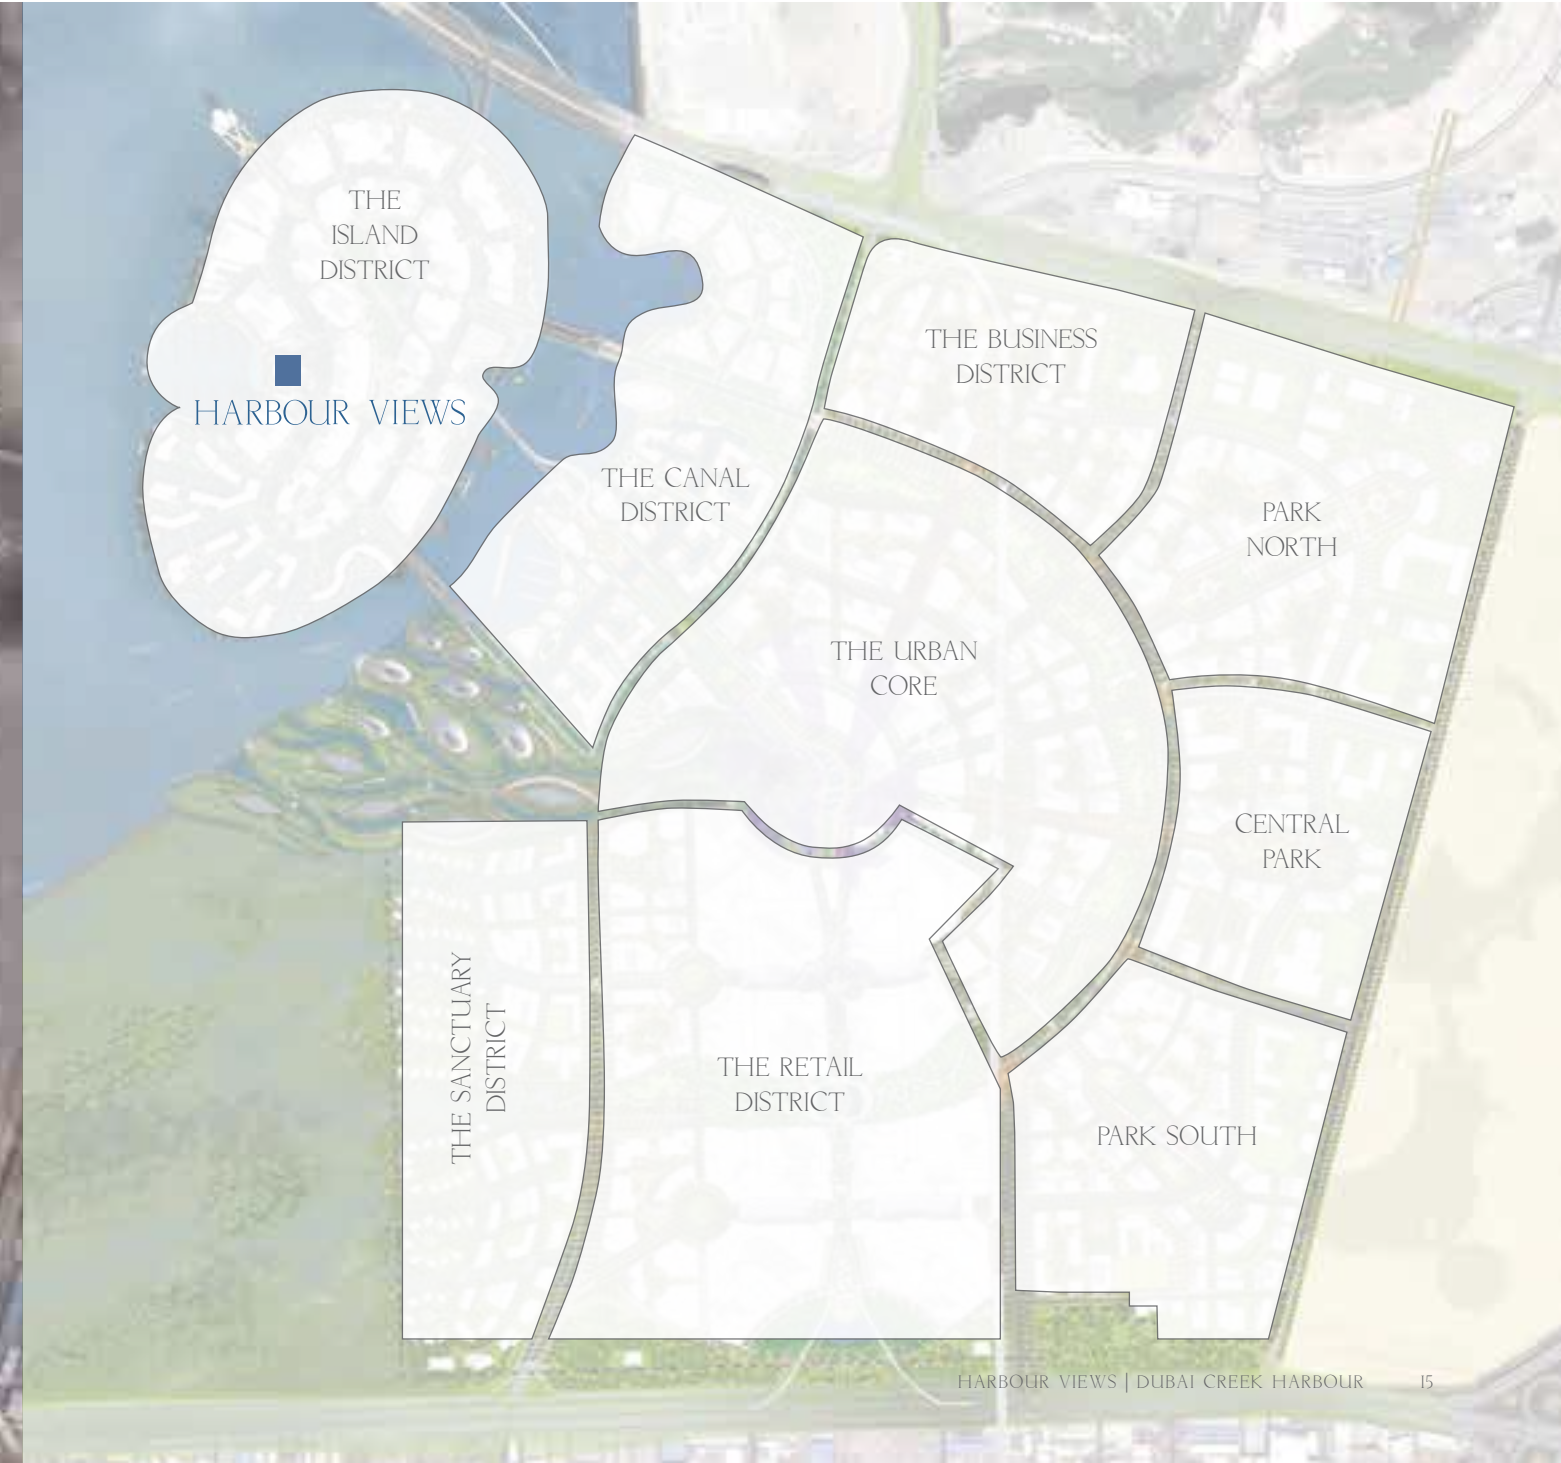 THE
ISLAND
DISTRICT
HARBOUR VIEWS
THE BUSINESS
DISTRICT
THE CANAL
DISTRICT
PARK
NORTH
THE URBAN
CORE
CENTRAL
PARK
THE SANCTUARY
DISTRICT
THE RETAIL
DISTRICT
PARK SOUTH
HARBOUR VIEWS | DUBAI CREEK HARBOUR 15